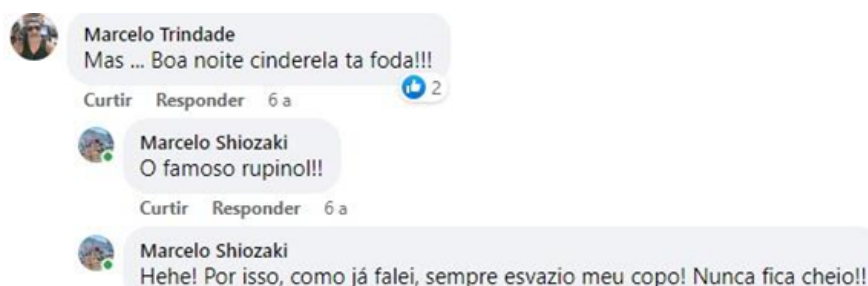 Marcelo Trindade
Mas ... Boa noite cinderela ta foda!!!
2
Curtir Responder 6 a
Marcelo Shiozaki
O famoso rupinol!!
Curtir Responder 6 a
Marcelo Shiozaki
Hehe! Por isso, como já falei, sempre esvazio meu copo! Nunca fica cheio!!